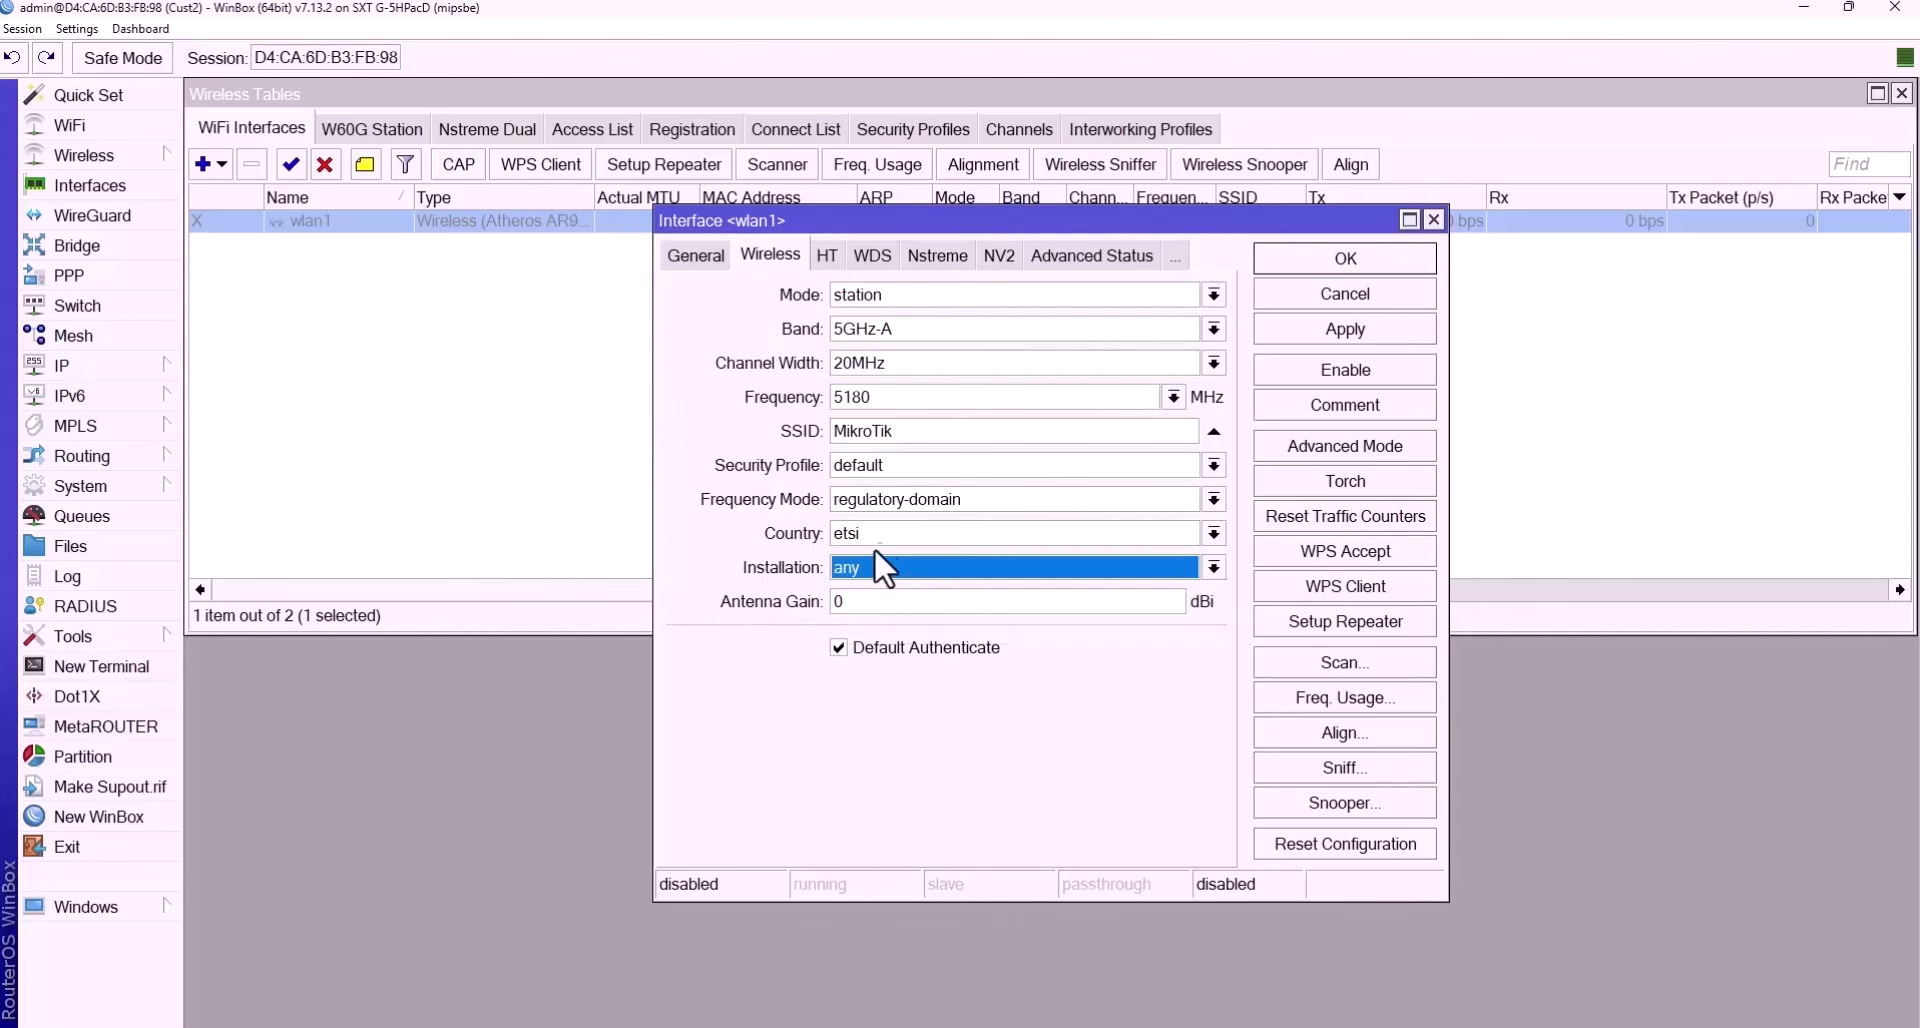 admin@D4:CA:6D:B3:FB:98 (Cust2) - WinBox (64bit) v7.13.2 on SXT G-5HPacD (mipsbe)
Session Settings Dashboard
Safe Mode Session: D4:CA:6D:B3:FB:98
Quick Set
WiFi
Wireless
Interfaces
WireGuard
Bridge
PPP
Switch
Mesh
IP
IPv6
MPLS
Routing
System
Queues
Files
Log
RADIUS
Tools
New Terminal
Dot1X
MetaROUTER
Partition
Make Supout.rif
New WinBox
Exit
Windows
RouterOS WinBox
Wireless Tables
WiFi Interfaces W60G Station Nstreme Dual Access List Registration Connect List Security Profiles Channels Interworking Profiles
CAP WPS Client Setup Repeater Scanner Freq. Usage Alignment Wireless Sniffer Wireless Snooper Align Find
Name Type Actual MTU MAC Address ARP Mode Band Chann... Frequen... SSID Tx Rx Tx Packet (p/s) Rx Packe
X wlan1 Wireless (Atheros AR9... bps 0 bps 0
1 item out of 2 (1 selected)
Interface <wlan1>
General Wireless HT WDS Nstreme NV2 Advanced Status ...
Mode: station
Band: 5GHz-A
Channel Width: 20MHz
Frequency: 5180 MHz
SSID: MikroTik
Security Profile: default
Frequency Mode: regulatory-domain
Country: etsi
Installation: any
Antenna Gain: 0 dBi
Default Authenticate
OK
Cancel
Apply
Enable
Comment
Advanced Mode
Torch
Reset Traffic Counters
WPS Accept
WPS Client
Setup Repeater
Scan...
Freq. Usage...
Align...
Sniff...
Snooper...
Reset Configuration
disabled running slave passthrough disabled